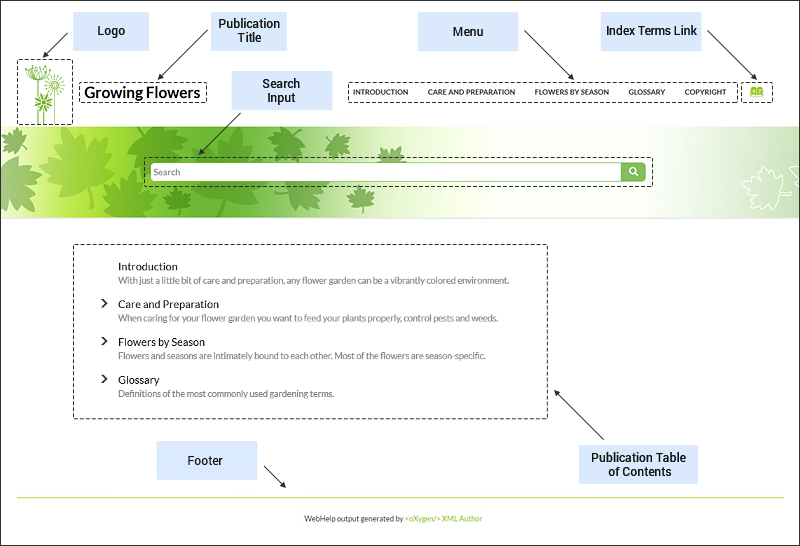 Logo
Publication
Title
Menu
Index Terms Link
Growing Flowers
Search
Input
INTRODUCTION CARE AND PREPARATION FLOWERS BY SEASON GLOSSARY COPYRIGHT
Search
Introduction
With just a little bit of care and preparation, any flower garden can be a vibrantly colored environment.
Care and Preparation
When caring for your flower garden you want to feed your plants properly, control pests and weeds.
Flowers by Season
Flowers and seasons are intimately bound to each other. Most of the flowers are season-specific.
Glossary
Definitions of the most commonly used gardening terms.
Publication Table
of Contents
Footer
WebHelp output generated by <oXygen/> XML Author